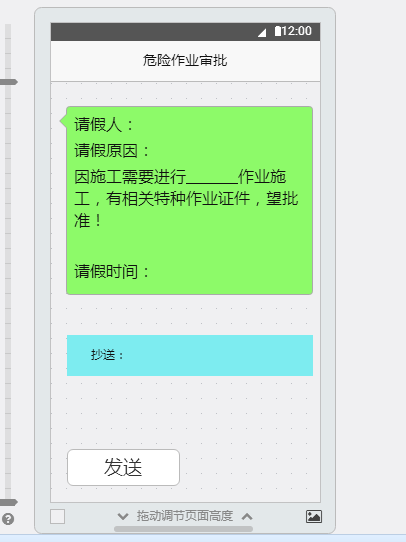 12:00
危险作业审批
请假人：
请假原因：
因施工需要进行_______作业施
工，有相关特种作业证件，望批
准！
请假时间：
抄送：
发送
拖动调节页面高度
?